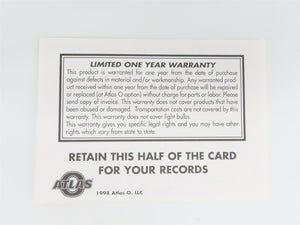 LIMITED ONE YEAR WARRANTY
This product is warranted for one year from the date of purchase
against defects in material and/or workmanship. Any warranted
product received within one year from the date of purchase will be repaired
or replaced (at Atlas O option) without charge for parts or labor. Please
send copy of invoice. This warranty does not cover products that have been
abused or damaged. Transportation costs are not covered by this
warranty. This warranty does not cover light bulbs.
This warranty gives you specific legal rights and you may have other rights
which vary from state to state.
RETAIN THIS HALF OF THE CARD
FOR YOUR RECORDS
ATLAS
1998 Atlas O, LLC